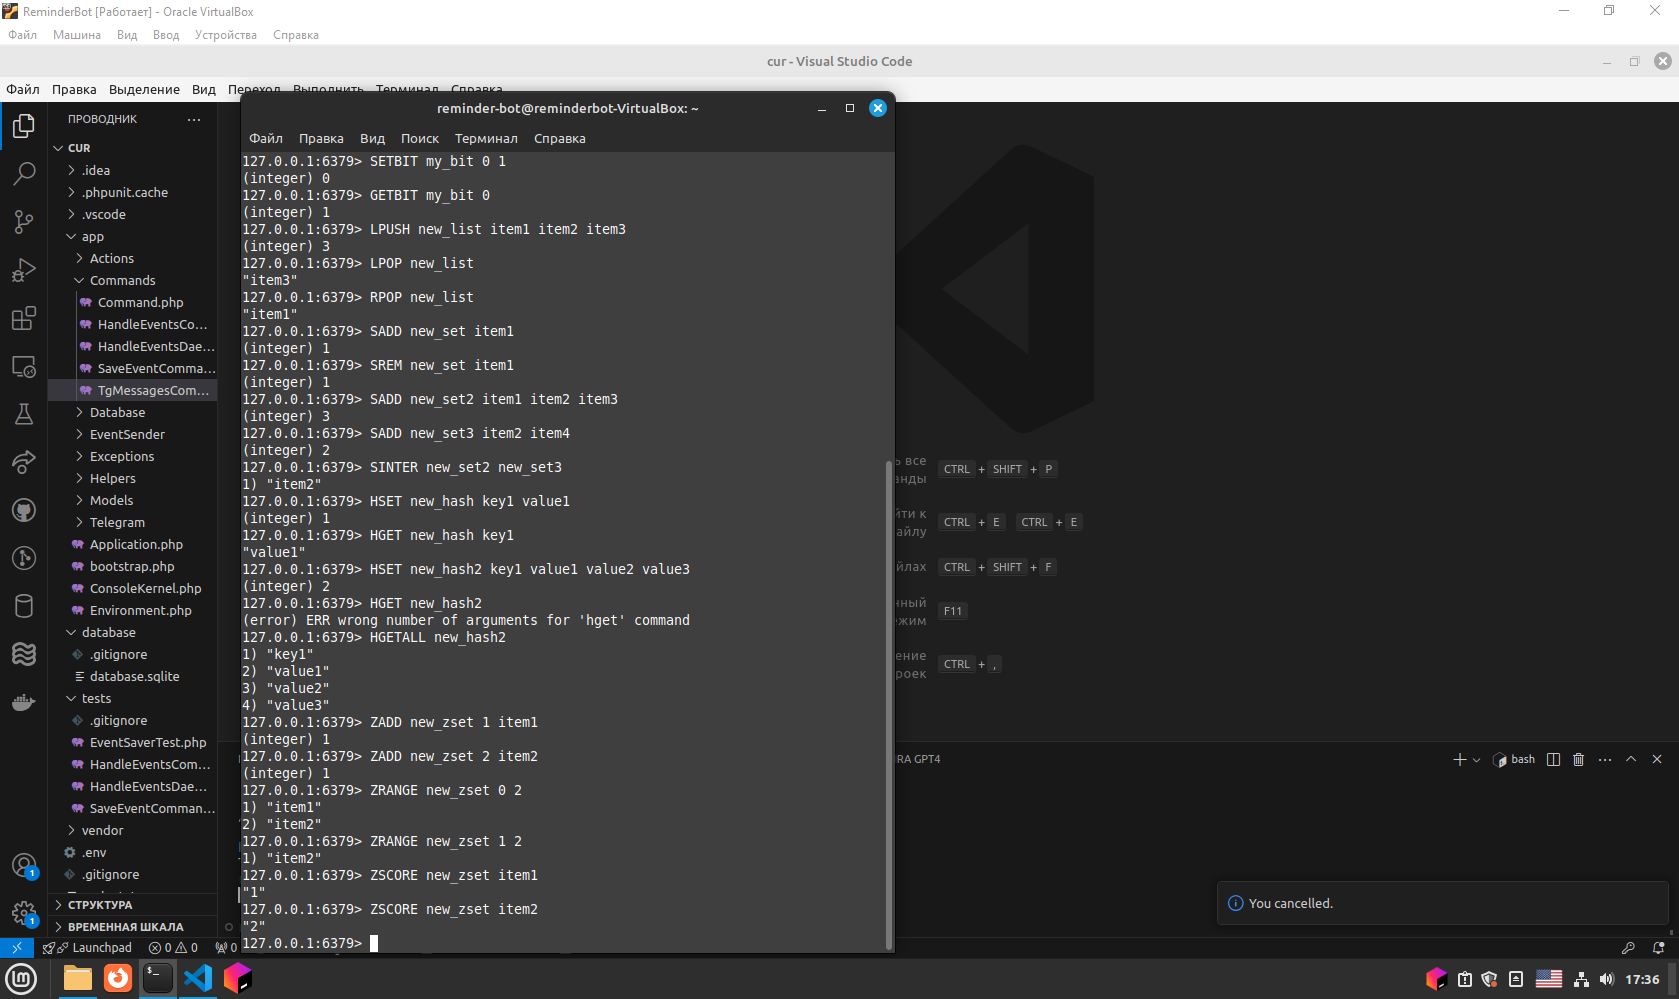 ReminderBot [Работает] - Oracle VirtualBox
Файл Машина Вид Ввод Устройства Справка
cur - Visual Studio Code
Файл Правка Выделение Вид Переход Выполнить Терминал Справка
ПРОВОДНИК
CUR
.idea
.phpunit.cache
.vscode
app
Actions
Commands
Command.php
HandleEventsCo...
HandleEventsDae...
SaveEventComma...
TgMessagesCom...
Database
EventSender
Exceptions
Helpers
Models
Telegram
Application.php
bootstrap.php
ConsoleKernel.php
Environment.php
database
.gitignore
database.sqlite
tests
.gitignore
EventSaverTest.php
HandleEventsCom...
HandleEventsDae...
SaveEventComman...
vendor
.env
.gitignore
СТРУКТУРА
ВРЕМЕННАЯ ШКАЛА
reminder-bot@reminderbot-VirtualBox: ~
Файл Правка Вид Поиск Терминал Справка
127.0.0.1:6379> SETBIT my_bit 0 1
(integer) 0
127.0.0.1:6379> GETBIT my_bit 0
(integer) 1
127.0.0.1:6379> LPUSH new_list item1 item2 item3
(integer) 3
127.0.0.1:6379> LPOP new_list
"item3"
127.0.0.1:6379> RPOP new_list
"item1"
127.0.0.1:6379> SADD new_set item1
(integer) 1
127.0.0.1:6379> SREM new_set item1
(integer) 1
127.0.0.1:6379> SADD new_set2 item1 item2 item3
(integer) 3
127.0.0.1:6379> SADD new_set3 item2 item4
(integer) 2
127.0.0.1:6379> SINTER new_set2 new_set3
1) "item2"
127.0.0.1:6379> HSET new_hash key1 value1
(integer) 1
127.0.0.1:6379> HGET new_hash key1
"value1"
127.0.0.1:6379> HSET new_hash2 key1 value1 value2 value3
(integer) 2
127.0.0.1:6379> HGET new_hash2
(error) ERR wrong number of arguments for 'hget' command
127.0.0.1:6379> HGETALL new_hash2
1) "key1"
2) "value1"
3) "value2"
4) "value3"
127.0.0.1:6379> ZADD new_zset 1 item1
(integer) 1
127.0.0.1:6379> ZADD new_zset 2 item2
(integer) 1
127.0.0.1:6379> ZRANGE new_zset 0 2
1) "item1"
2) "item2"
127.0.0.1:6379> ZRANGE new_zset 1 2
1) "item2"
127.0.0.1:6379> ZSCORE new_zset item1
"1"
127.0.0.1:6379> ZSCORE new_zset item2
"2"
127.0.0.1:6379>
ь все
анды
CTRL + SHIFT + P
йти к
айлу
CTRL + E CTRL + E
йлах
CTRL + SHIFT + F
нный
ежим
F11
ение
роек
CTRL + ,
RA GPT4
bash
You cancelled.
1
1
Launchpad 0 0 0
17:36